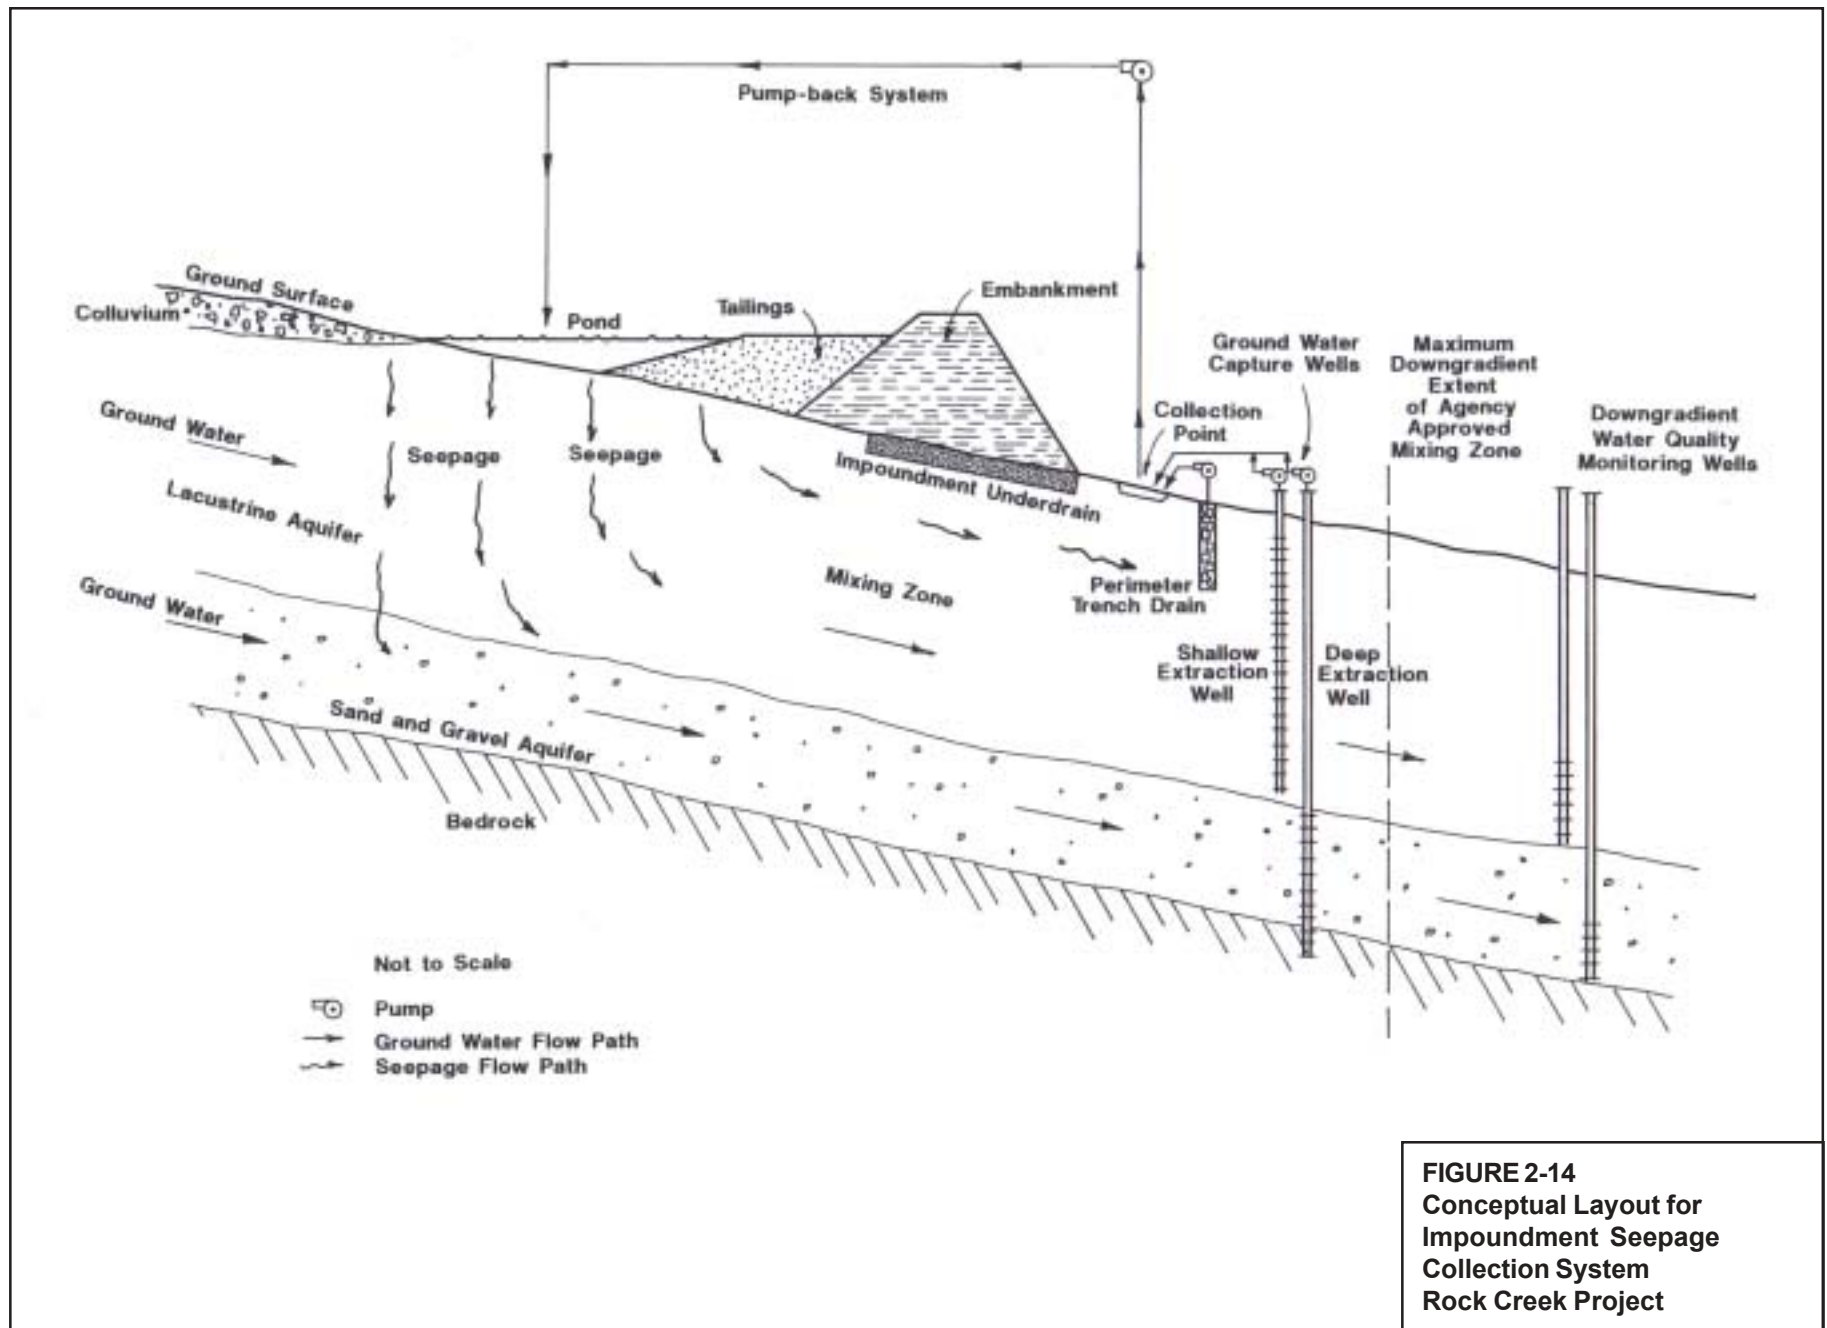 Pump-back System
Ground Surface
Colluvium
Pond
Tailings
Embankment
Ground Water
Capture Wells
Maximum
Downgradient
Extent
of Agency
Approved
Mixing Zone
Downgradient
Water Quality
Monitoring Wells
Collection
Point
Ground Water
Seepage
Seepage
Impoundment Underdrain
Lacustrine Aquifer
Ground Water
Mixing Zone
Perimeter
Trench Drain
Shallow
Extraction
Well
Deep
Extraction
Well
Sand and Gravel Aquifer
Bedrock
Not to Scale
Pump
Ground Water Flow Path
Seepage Flow Path
FIGURE 2-14
Conceptual Layout for
Impoundment Seepage
Collection System
Rock Creek Project